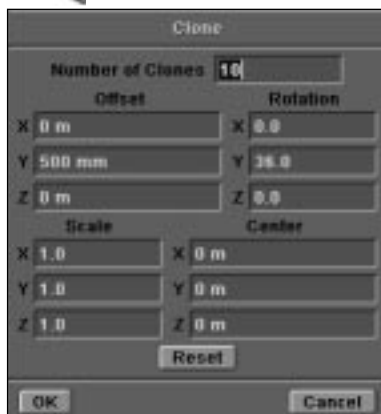 Clone
Number of Clones 10
Offset Rotation
X 0 m X 0.0
Y 500 mm Y 36.0
Z 0 m Z 0.0
Scale Center
X 1.0 X 0 m
Y 1.0 Y 0 m
Z 1.0 Z 0 m
Reset
OK Cancel